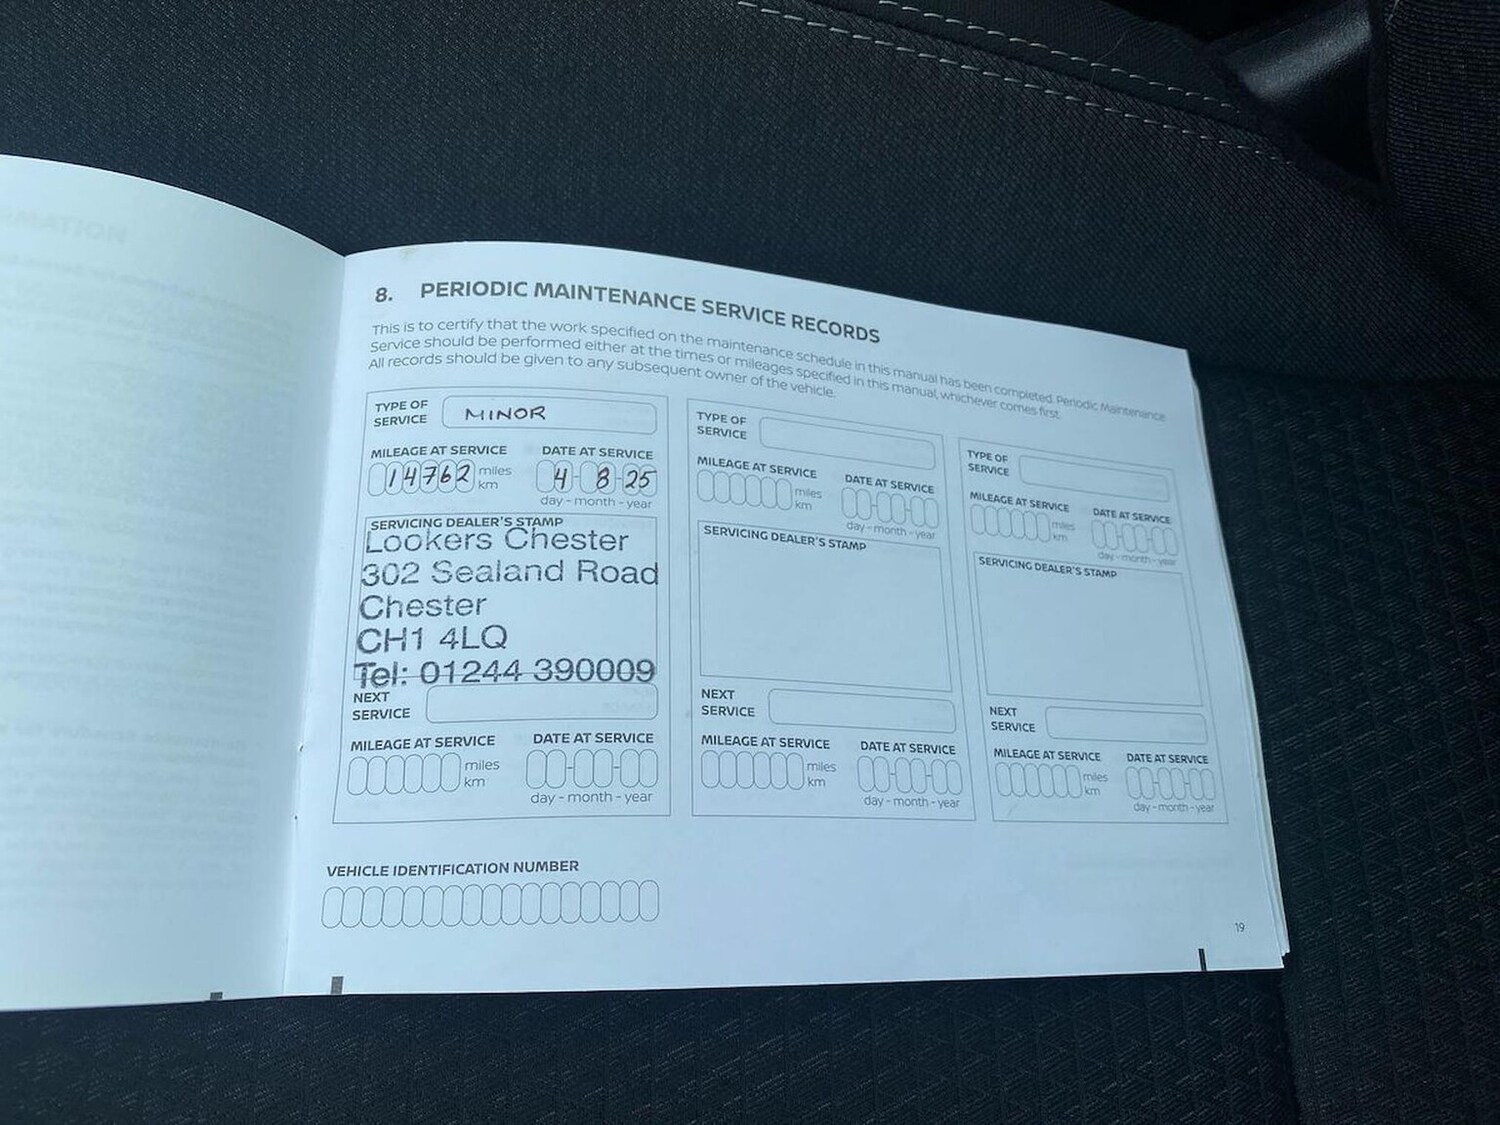 8. PERIODIC MAINTENANCE SERVICE RECORDS
This is to certify that the work specified on the maintenance schedule in this manual has been completed. Periodic Maintenance
Service should be performed either at the times or mileages specified in this manual, whichever comes first.
All records should be given to any subsequent owner of the vehicle.
TYPE OF
SERVICE
MINOR
MILEAGE AT SERVICE
DATE AT SERVICE
14762 miles
km
4-8-25
day - month - year
SERVICING DEALER'S STAMP
Lookers Chester
302 Sealand Road
Chester
CH1 4LQ
Tel: 01244 390009
NEXT
SERVICE
MILEAGE AT SERVICE
DATE AT SERVICE
miles
km
day - month - year
TYPE OF
SERVICE
MILEAGE AT SERVICE
DATE AT SERVICE
miles
km
day - month - year
SERVICING DEALER'S STAMP
NEXT
SERVICE
MILEAGE AT SERVICE
DATE AT SERVICE
miles
km
day - month - year
TYPE OF
SERVICE
MILEAGE AT SERVICE
DATE AT SERVICE
miles
km
day - month - year
SERVICING DEALER'S STAMP
NEXT
SERVICE
MILEAGE AT SERVICE
DATE AT SERVICE
miles
km
day - month - year
VEHICLE IDENTIFICATION NUMBER
19